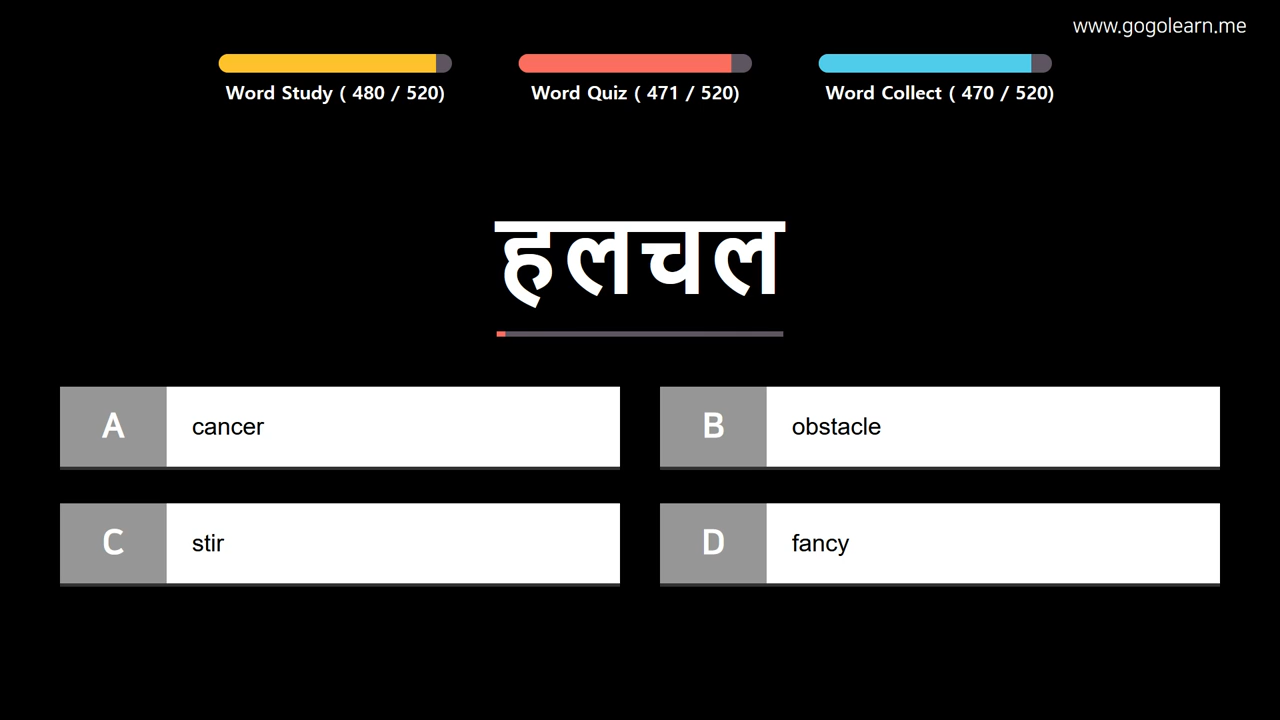 www.gogolearn.me
Word Study ( 480 / 520)
Word Quiz ( 471 / 520)
Word Collect ( 470 / 520)
हलचल
A cancer
B obstacle
C stir
D fancy